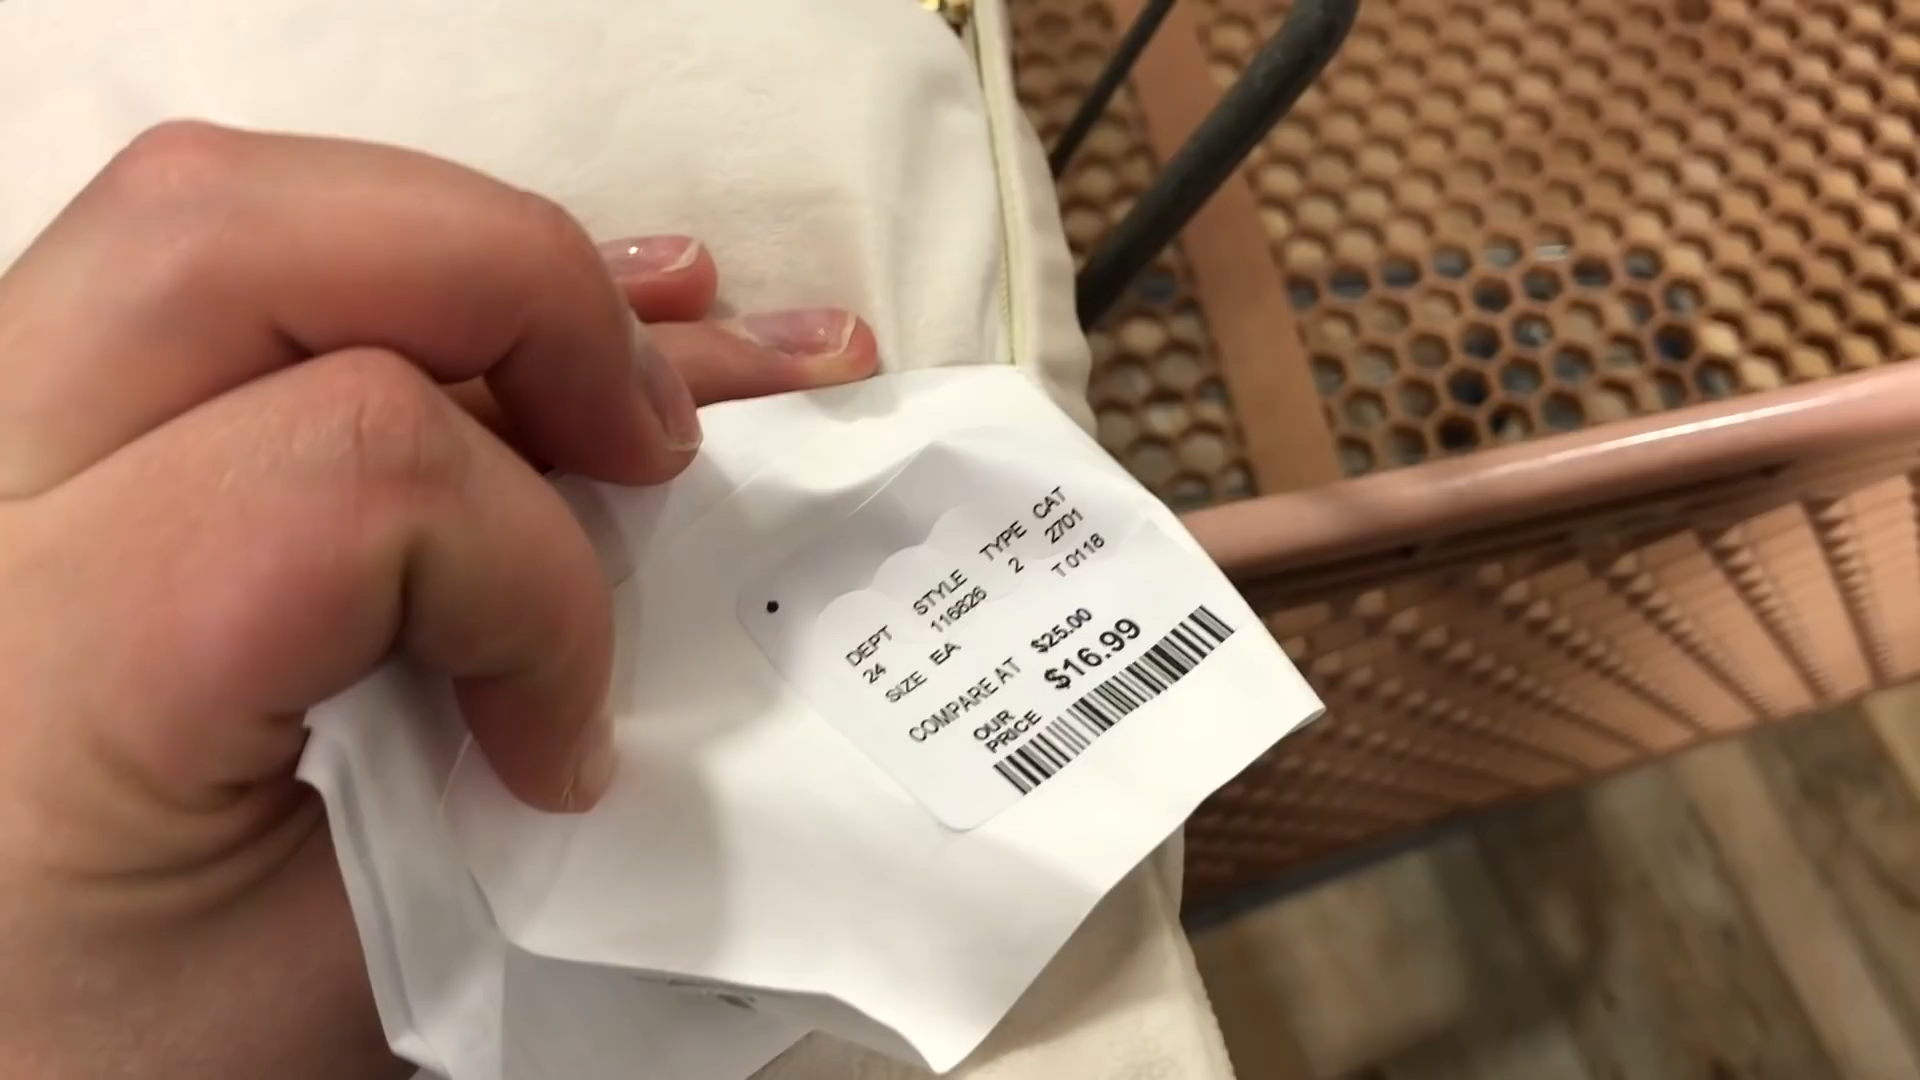 DEPT STYLE TYPE CAT
24 116826 2 2701
SIZE EA T 0118
COMPARE AT $25.00
OUR PRICE $16.99